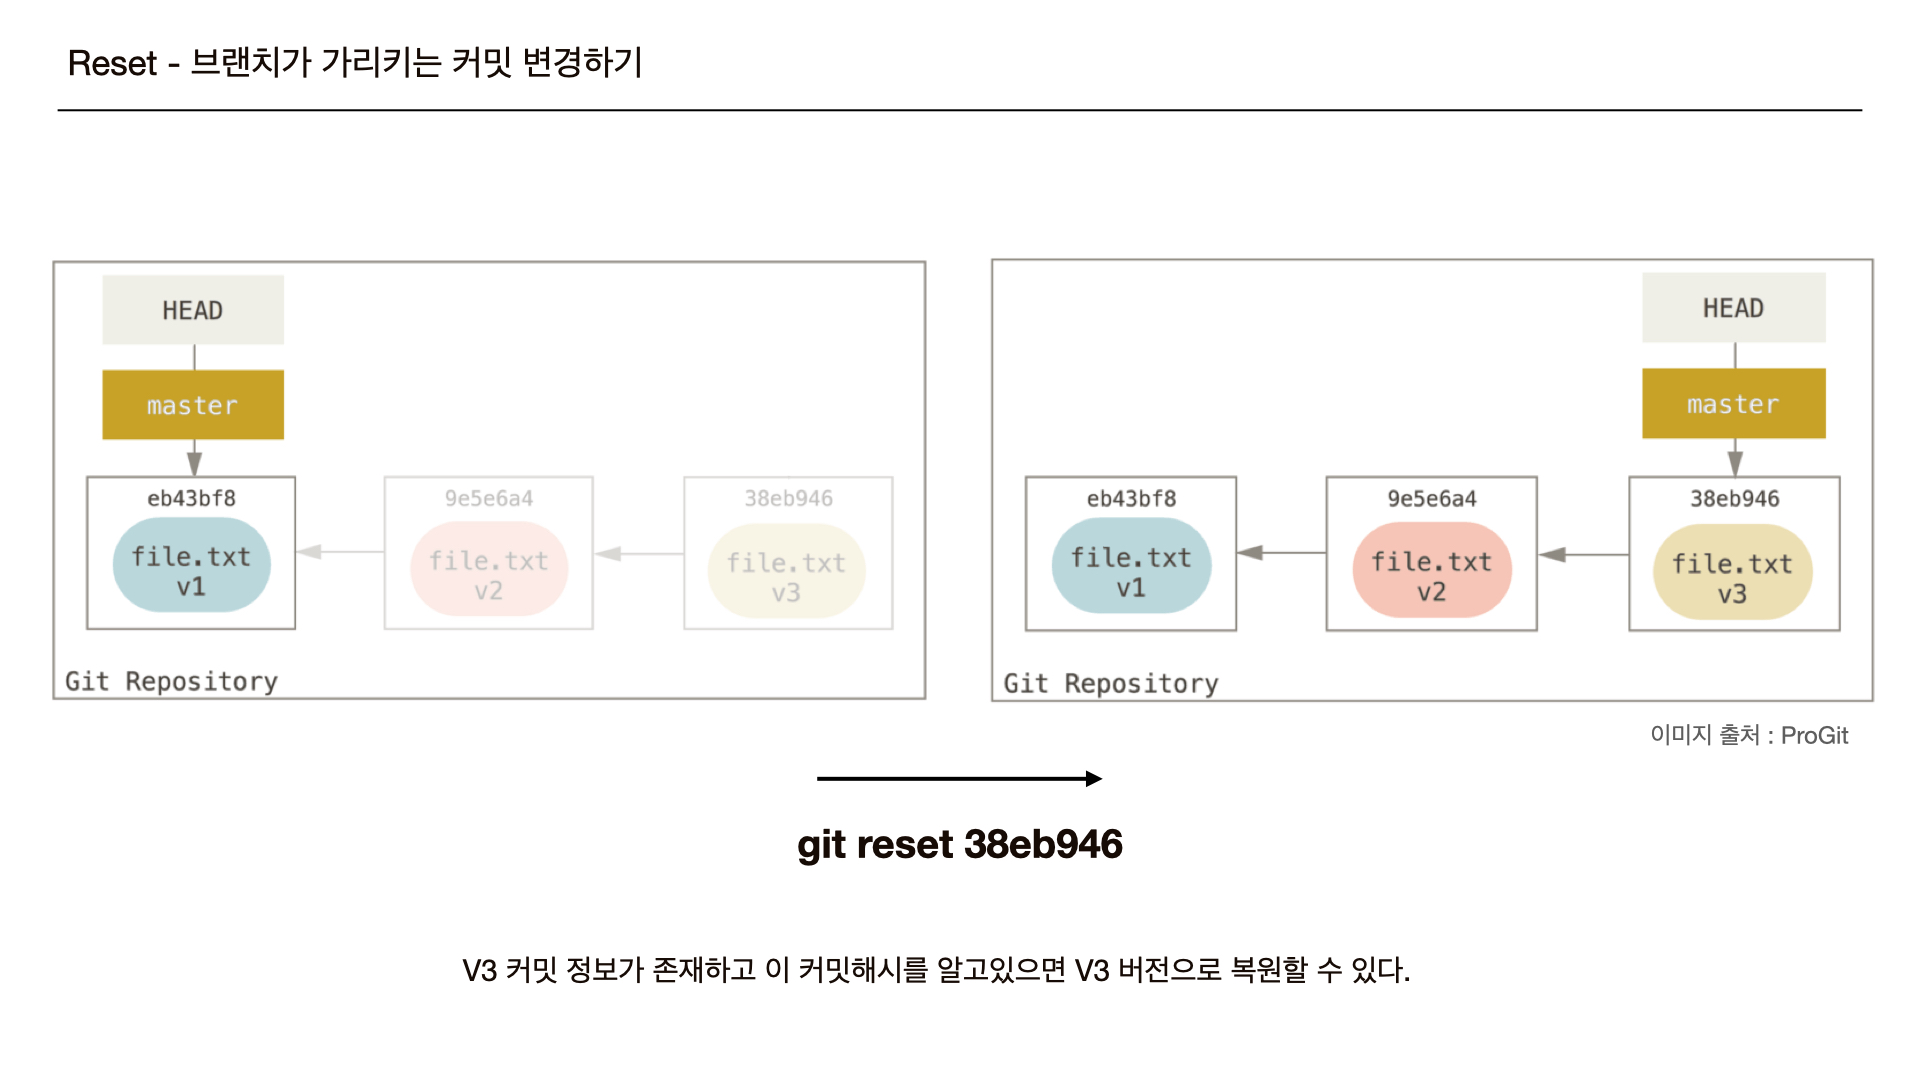 Reset - 브랜치가 가리키는 커밋 변경하기
HEAD
master
eb43bf8
file.txt
v1
9e5e6a4
file.txt
v2
38eb946
file.txt
v3
Git Repository
HEAD
master
eb43bf8
file.txt
v1
9e5e6a4
file.txt
v2
38eb946
file.txt
v3
Git Repository
이미지 출처 : ProGit
git reset 38eb946
V3 커밋 정보가 존재하고 이 커밋해시를 알고있으면 V3 버전으로 복원할 수 있다.